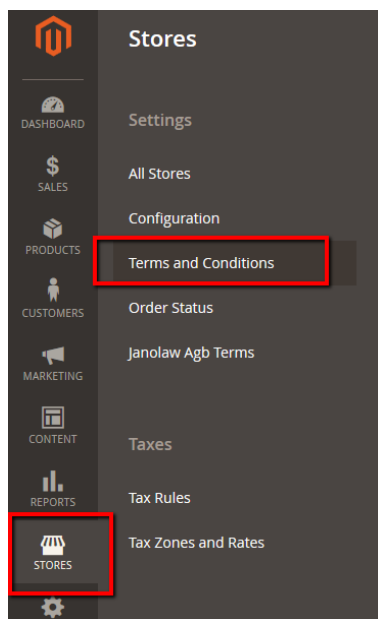 Stores
DASHBOARD
Settings
SALES
All Stores
Configuration
PRODUCTS
Terms and Conditions
CUSTOMERS
Order Status
Janolaw Agb Terms
MARKETING
CONTENT
Taxes
REPORTS
Tax Rules
Tax Zones and Rates
STORES